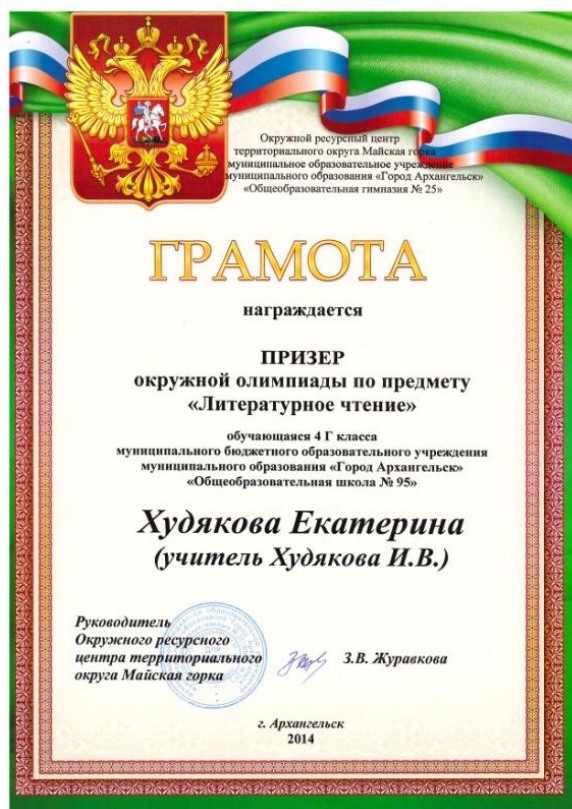 Окружной ресурсный центр
территориального округа Майская горка
муниципальное образовательное учреждение
муниципального образования «Город Архангельск»
«Общеобразовательная гимназия № 25»
ГРАМОТА
награждается
ПРИЗЕР
окружной олимпиады по предмету
«Литературное чтение»
обучающаяся 4 Г класса
муниципального бюджетного образовательного учреждения
муниципального образования «Город Архангельск»
«Общеобразовательная школа № 95»
Худякова Екатерина
(учитель Худякова И.В.)
Руководитель
Окружного ресурсного
центра территориального
округа Майская горка
З.В. Журавкова
г. Архангельск
2014